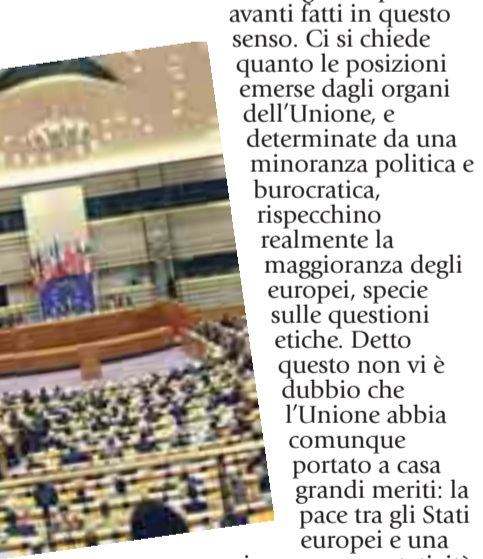 avanti fatti in questo
senso. Ci si chiede
quanto le posizioni
emerse dagli organi
dell'Unione, e
determinate da una
minoranza politica e
burocratica,
rispecchino
realmente la
maggioranza degli
europei, specie
sulle questioni
etiche. Detto
questo non vi è
dubbio che
l'Unione abbia
comunque
portato a casa
grandi meriti: la
pace tra gli Stati
europei e una